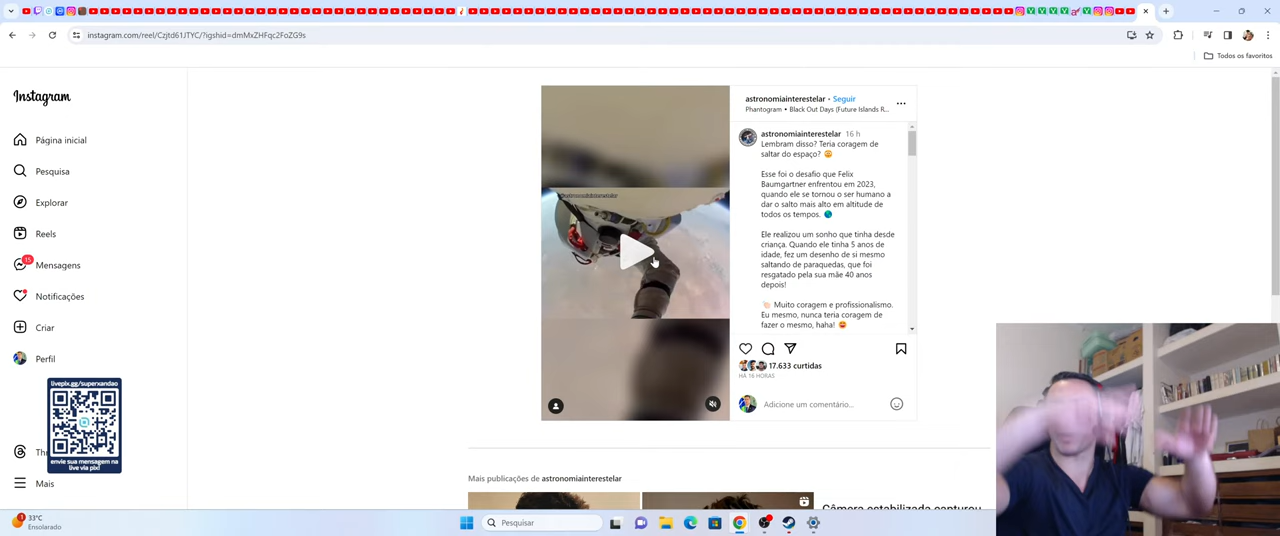 instagram.com/reel/Czjtd61JTYC/?igshid=dmMxZHFqc2FoZG9s
Todos os favoritos
Instagram
Página inicial
Pesquisa
Explorar
Reels
15
Mensagens
Notificações
Criar
Perfil
livepix.gg/superxandao
envie sua mensagem na
live via pix!
Mais
astronomiainterestelar • Seguir
Phantogram • Black Out Days (Future Islands R...
astronomiainterestelar 16 h
Lembram disso? Teria coragem de
saltar do espaço?
Esse foi o desafio que Felix
Baumgartner enfrentou em 2023,
quando ele se tornou o ser humano a
dar o salto mais alto em altitude de
todos os tempos.
Ele realizou um sonho que tinha desde
criança. Quando ele tinha 5 anos de
idade, fez um desenho de si mesmo
saltando de paraquedas, que foi
resgatado pela sua mãe 40 anos
depois!
Muito coragem e profissionalismo.
Eu mesmo, nunca teria coragem de
fazer o mesmo, haha!
17.633 curtidas
HÁ 16 HORAS
Adicione um comentário...
Mais publicações de astronomiainterestelar
Câmera estabilizada capturou
33°C
Ensolarado
Pesquisar